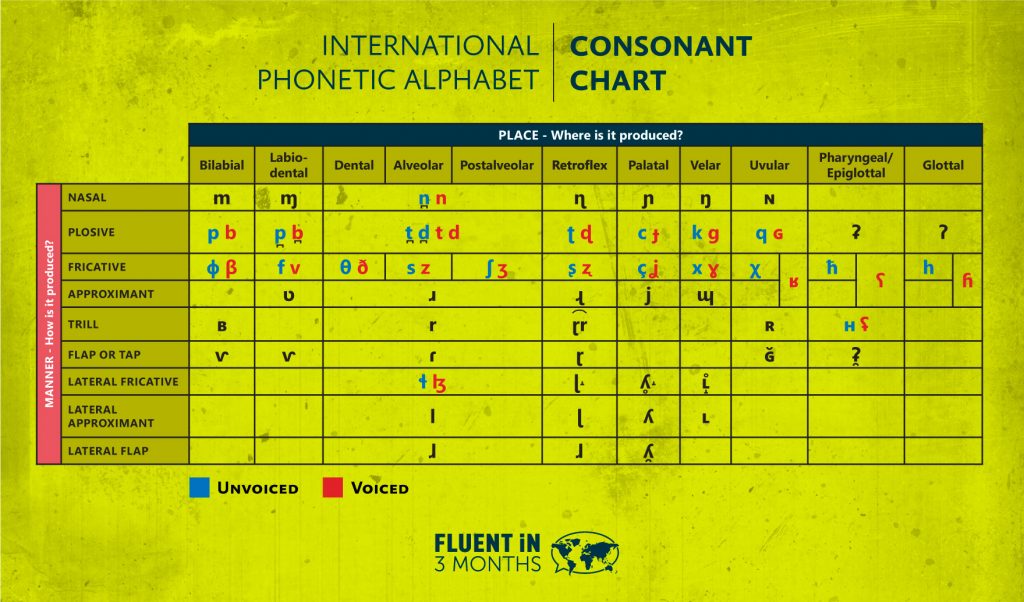 INTERNATIONAL
PHONETIC ALPHABET
CONSONANT
CHART
PLACE - Where is it produced?
Bilabial Labio-dental Dental Alveolar Postalveolar Retroflex Palatal Velar Uvular Pharyngeal/Epiglottal Glottal
MANNER - How is it produced?
NASAL m ɱ n̪ n ɳ ɲ ŋ ɴ
PLOSIVE p b p̪ b̪ t̪ d̪ t d ʈ ɖ c ɟ k g q ɢ ʡ ʔ
FRICATIVE ɸ β f v θ ð s z ʃ ʒ ʂ ʐ ç ʝ x ɣ χ ʁ ħ ʕ h ɦ
APPROXIMANT ʋ ɹ ɻ j ɰ
TRILL ʙ r ɽ͡r ʀ ʜ ʢ
FLAP OR TAP ⱱ ⱱ ɾ ɽ ɢ̆ ʡ̯
LATERAL FRICATIVE
LATERAL APPROXIMANT l ɭ ʎ ʟ
LATERAL FLAP ɺ ɺ ʎ̯
UNVOICED VOICED
FLUENT iN
3 MONTHS